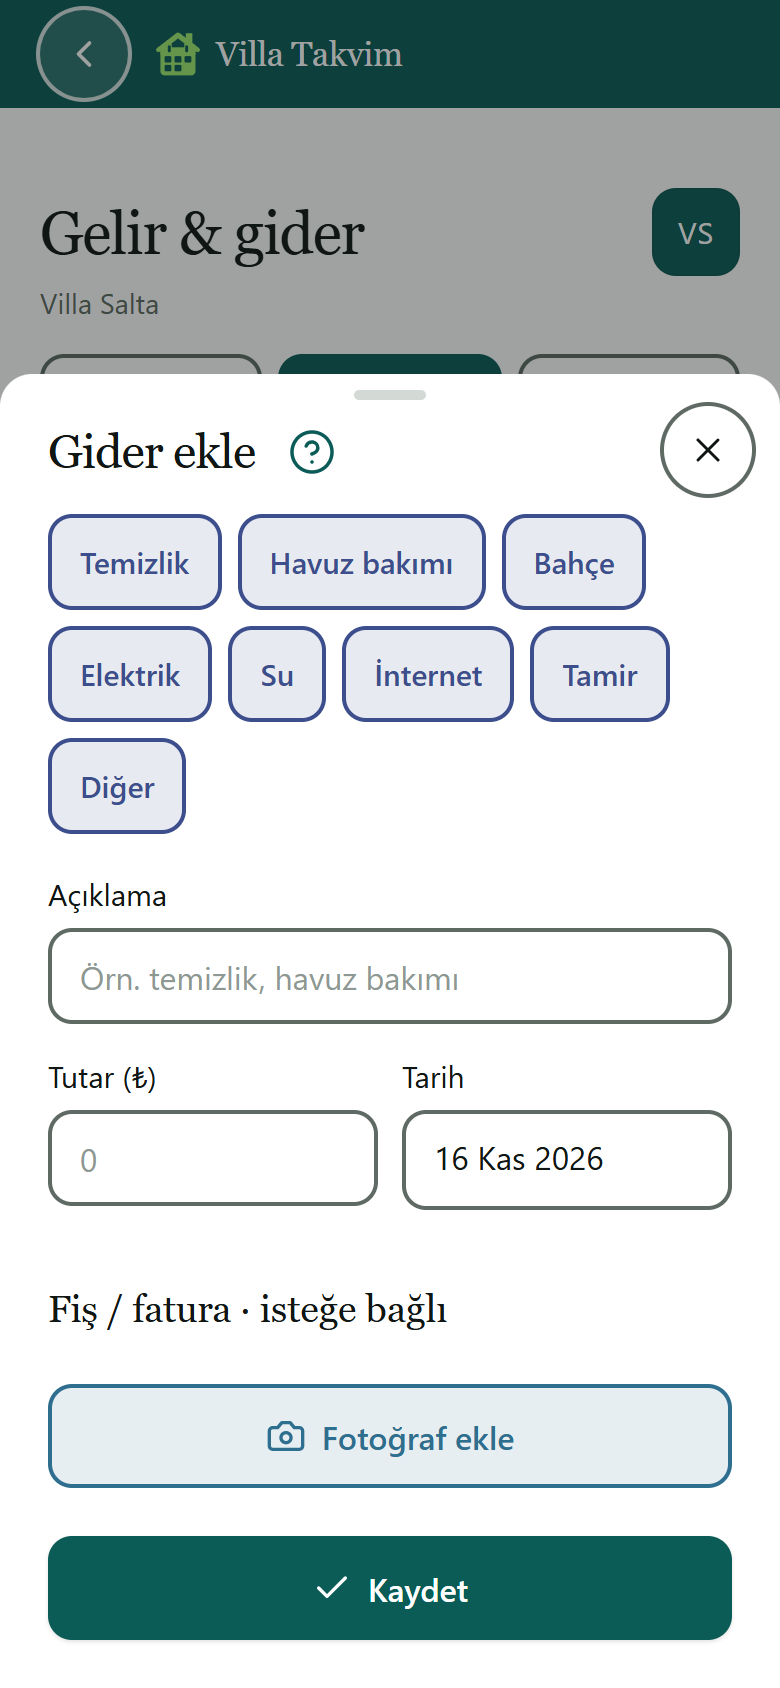 Villa Takvim
Gelir & gider
VS
Villa Salta
Gider ekle ?
Temizlik Havuz bakımı Bahçe
Elektrik Su İnternet Tamir
Diğer
Açıklama
Örn. temizlik, havuz bakımı
Tutar (₺) Tarih
0 16 Kas 2026
Fiş / fatura · isteğe bağlı
Fotoğraf ekle
Kaydet